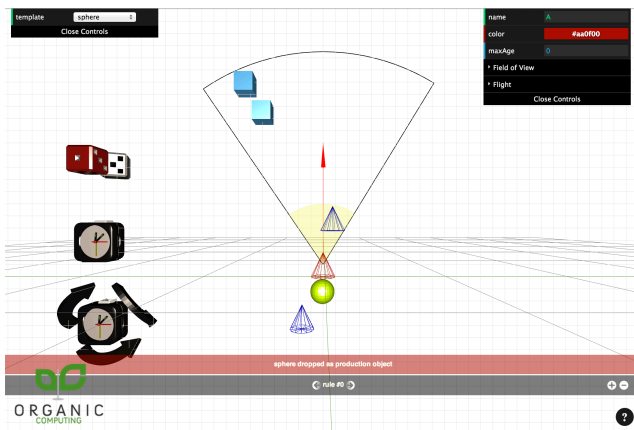 template sphere
Close Controls
name A
color #aa0f00
maxAge 0
Field of View
Flight
Close Controls
sphere dropped as production object
rule #0
ORGANIC
COMPUTING
?